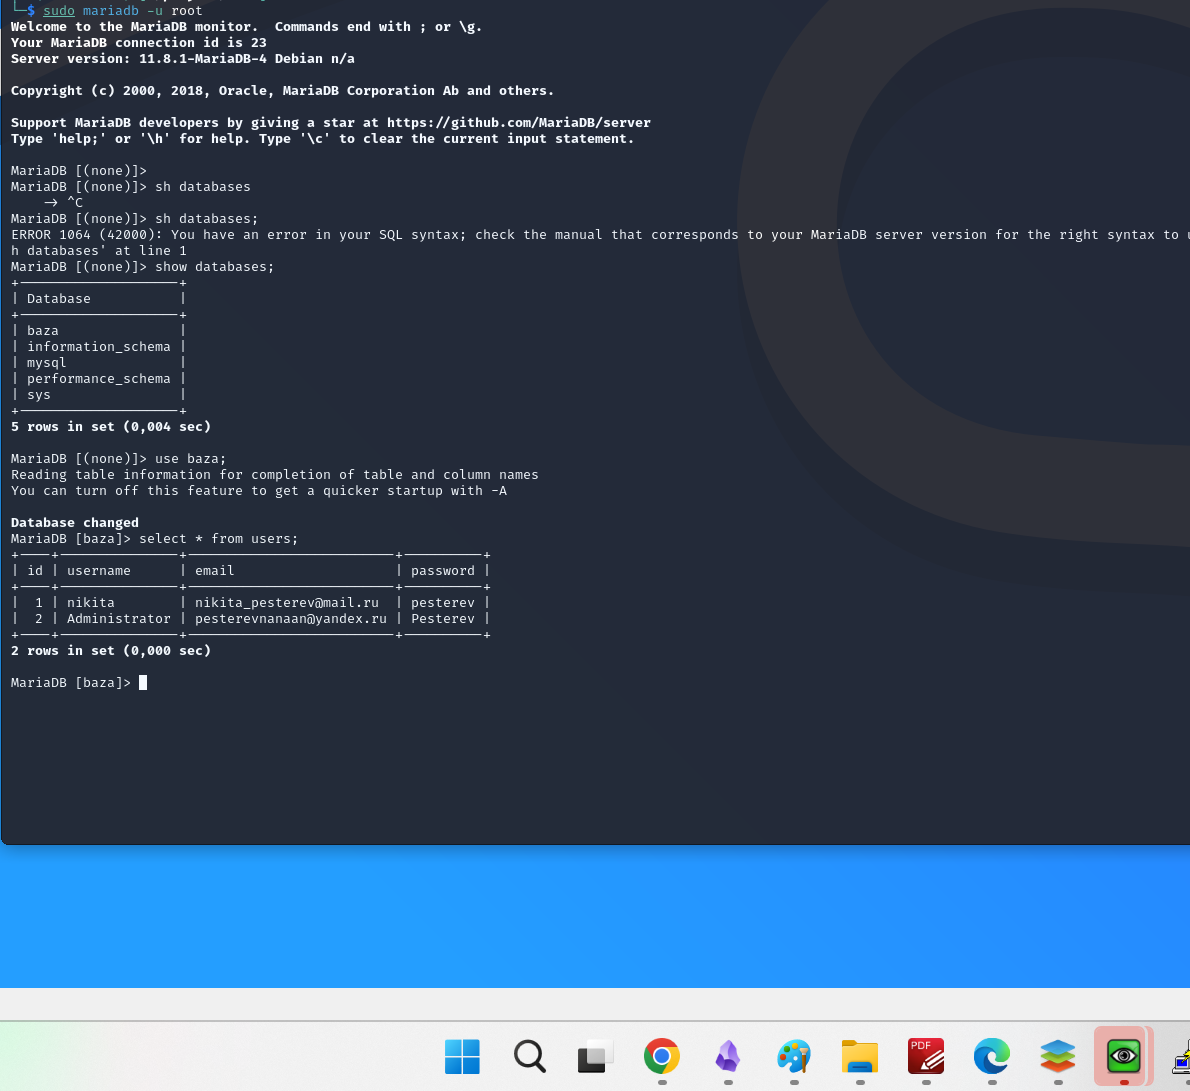 └─$ sudo mariadb -u root
Welcome to the MariaDB monitor.  Commands end with ; or \g.
Your MariaDB connection id is 23
Server version: 11.8.1-MariaDB-4 Debian n/a
Copyright (c) 2000, 2018, Oracle, MariaDB Corporation Ab and others.
Support MariaDB developers by giving a star at https://github.com/MariaDB/server
Type 'help;' or '\h' for help. Type '\c' to clear the current input statement.
MariaDB [(none)]>
MariaDB [(none)]> sh databases
    -> ^C
MariaDB [(none)]> sh databases;
ERROR 1064 (42000): You have an error in your SQL syntax; check the manual that corresponds to your MariaDB server version for the right syntax to
h databases' at line 1
MariaDB [(none)]> show databases;
+--------------------+
| Database           |
+--------------------+
| baza               |
| information_schema |
| mysql              |
| performance_schema |
| sys                |
+--------------------+
5 rows in set (0,004 sec)
MariaDB [(none)]> use baza;
Reading table information for completion of table and column names
You can turn off this feature to get a quicker startup with -A
Database changed
MariaDB [baza]> select * from users;
+----+---------------+--------------------------+----------+
| id | username      | email                    | password |
+----+---------------+--------------------------+----------+
|  1 | nikita        | nikita_pesterev@mail.ru  | pesterev |
|  2 | Administrator | pesterevnanaan@yandex.ru | Pesterev |
+----+---------------+--------------------------+----------+
2 rows in set (0,000 sec)
MariaDB [baza]>
PDF